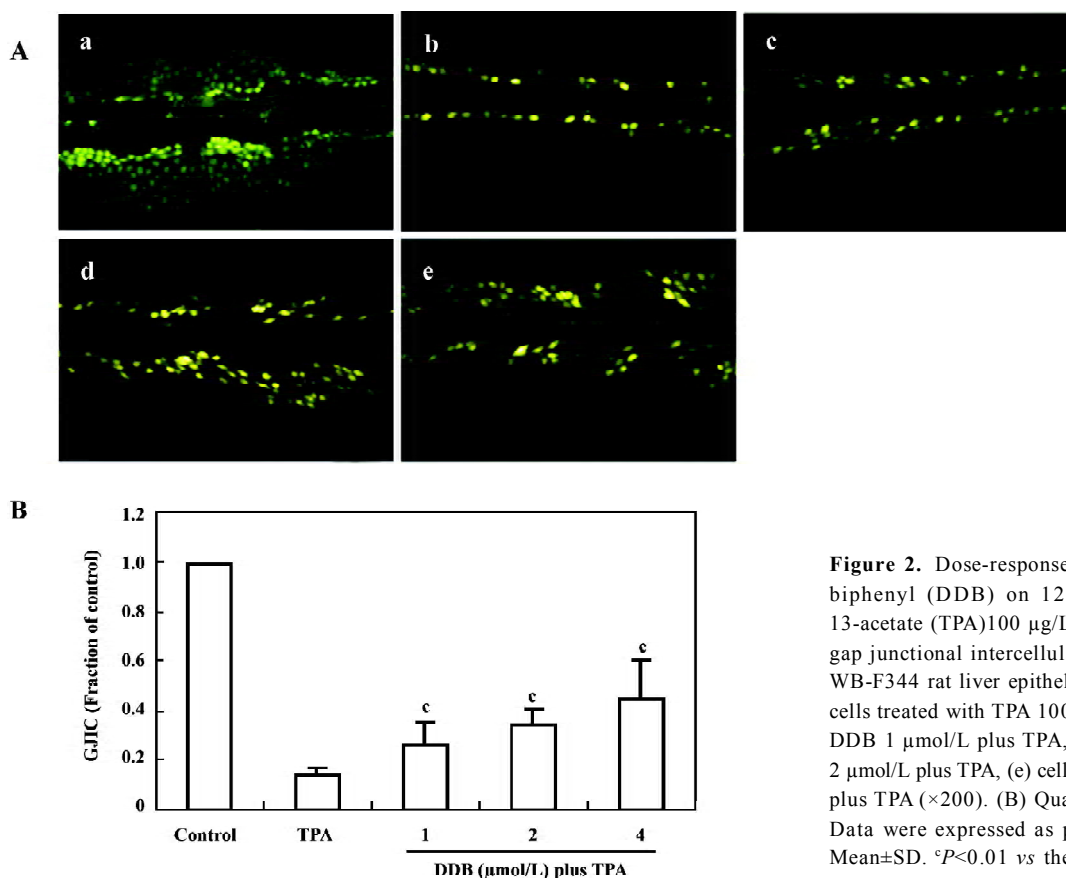 A
a
b
c
d
e
B
GJIC (Fraction of control)
1.2
1.0
0.8
0.6
0.4
0.2
0
c
c
c
Control
TPA
1
2
4
DDB (µmol/L) plus TPA
Figure 2. Dose-response
biphenyl (DDB) on 12
13-acetate (TPA)100 µg/L
gap junctional intercellul
WB-F344 rat liver epithel
cells treated with TPA 100
DDB 1 µmol/L plus TPA,
2 µmol/L plus TPA, (e) cell
plus TPA (×200). (B) Qua
Data were expressed as p
Mean±SD. cP<0.01 vs the